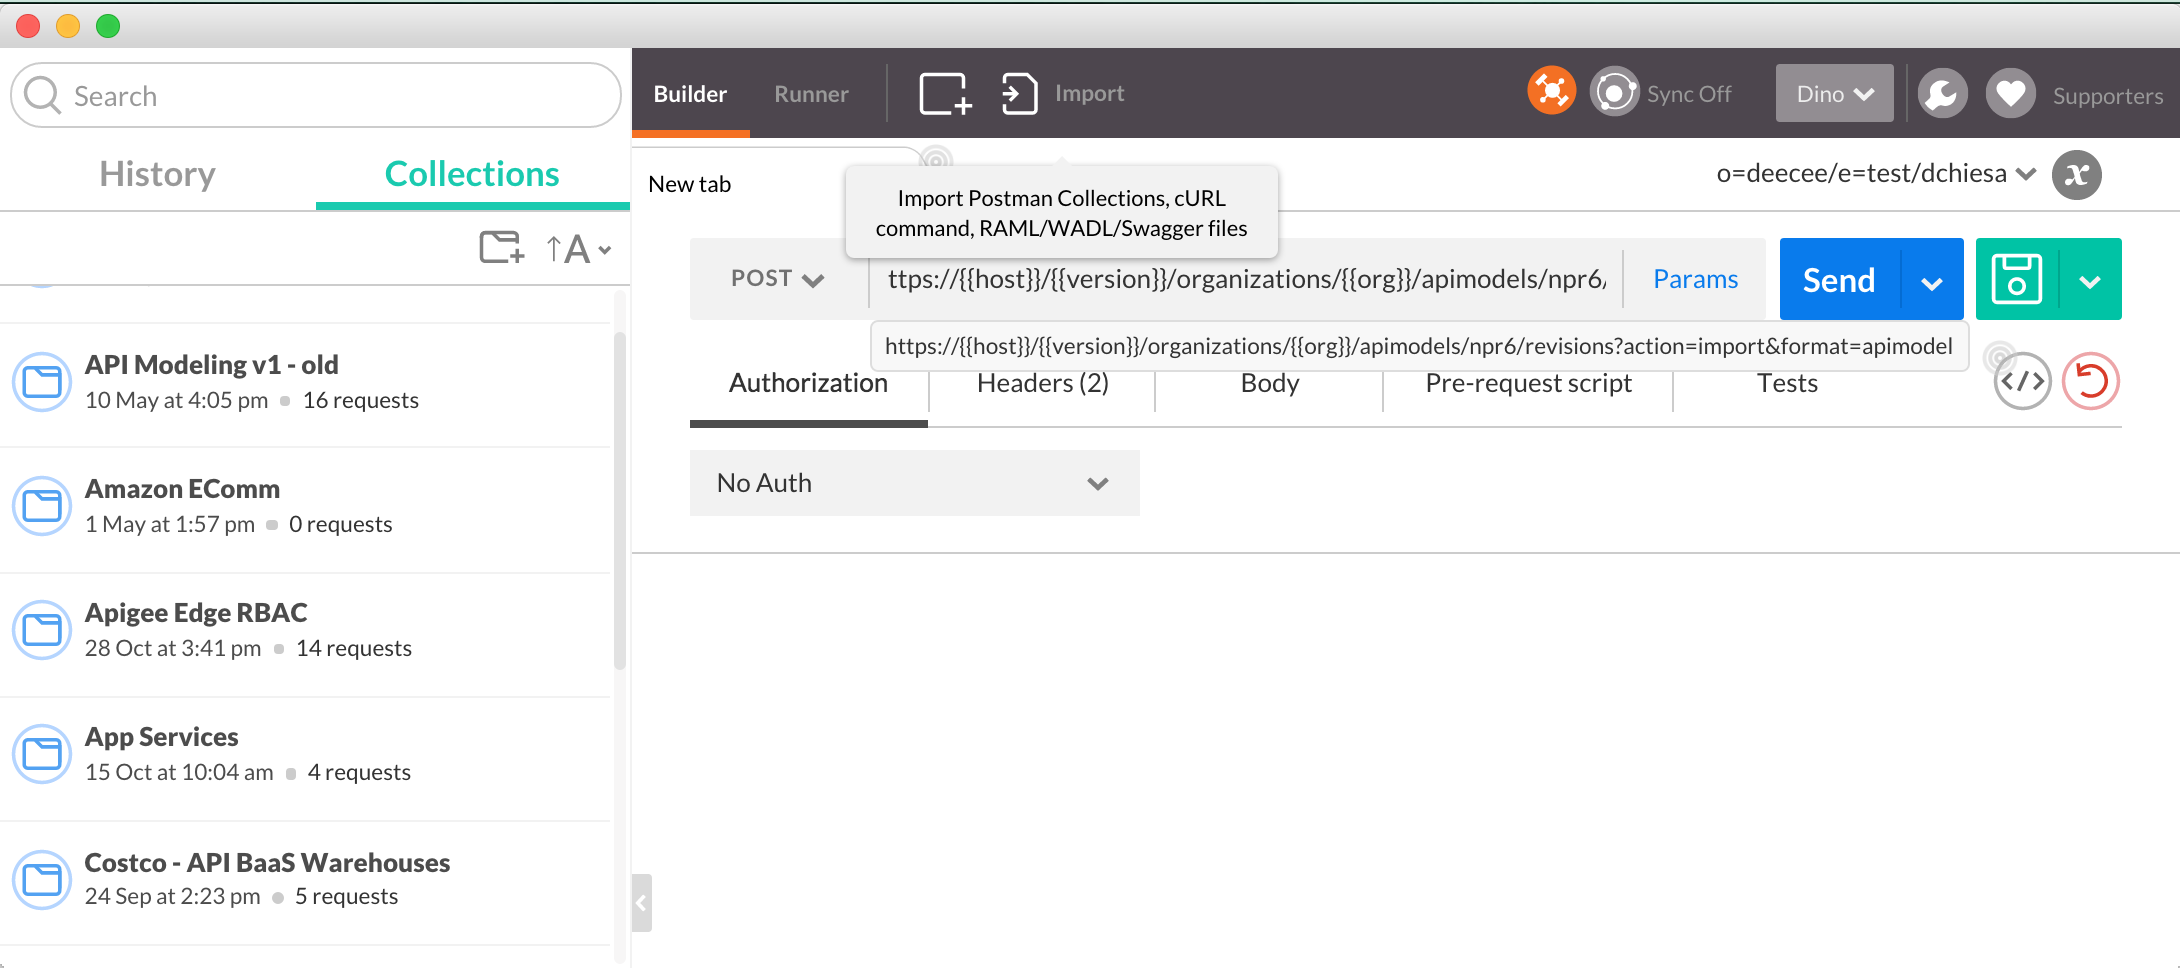 Search
Builder
Runner
Import
Sync Off
Dino
Supporters
History
Collections
New tab
Import Postman Collections, cURL
command, RAML/WADL/Swagger files
o=deecee/e=test/dchiesa
x
↑A
POST
ttps://{{host}}/{{version}}/organizations/{{org}}/apimodels/npr6/
Params
Send
https://{{host}}/{{version}}/organizations/{{org}}/apimodels/npr6/revisions?action=import&format=apimodel
Authorization
Headers (2)
Body
Pre-request script
Tests
</>
No Auth
API Modeling v1 - old
10 May at 4:05 pm 16 requests
Amazon EComm
1 May at 1:57 pm 0 requests
Apigee Edge RBAC
28 Oct at 3:41 pm 14 requests
App Services
15 Oct at 10:04 am 4 requests
Costco - API BaaS Warehouses
24 Sep at 2:23 pm 5 requests